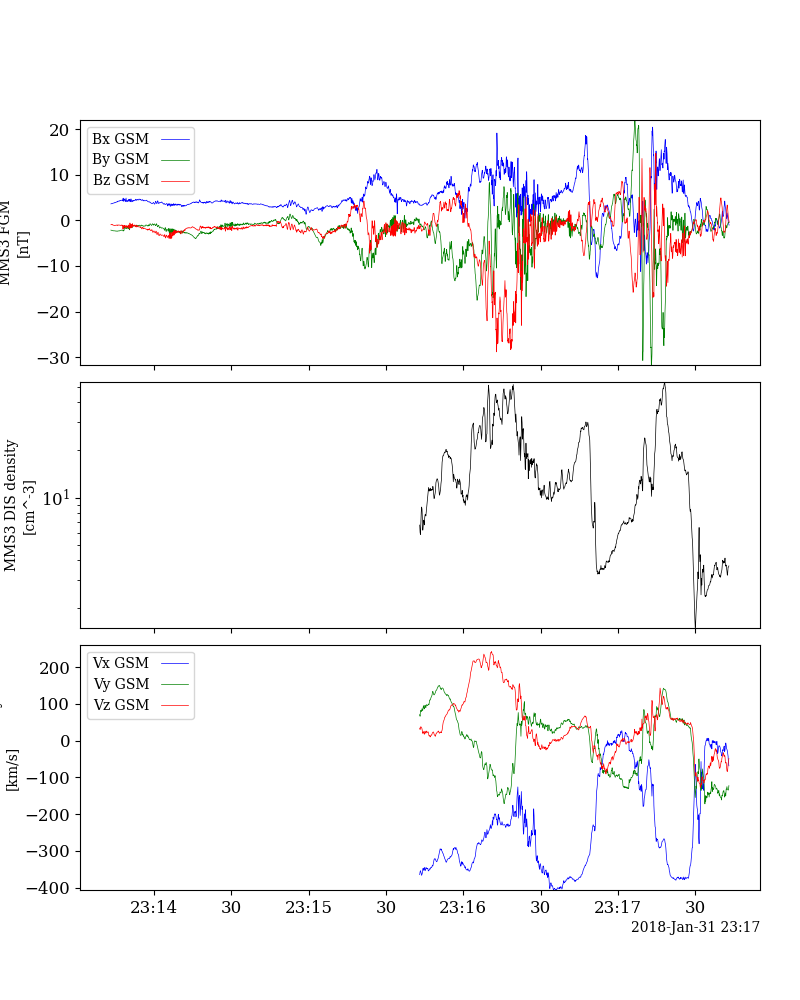 20
10
0
−10
−20
−30
MMS3 FGM
[nT]
Bx GSM
By GSM
Bz GSM
10^1
MMS3 DIS density
[cm^-3]
200
100
0
−100
−200
−300
−400
[km/s]
Vx GSM
Vy GSM
Vz GSM
23:14 30 23:15 30 23:16 30 23:17 30
2018-Jan-31 23:17